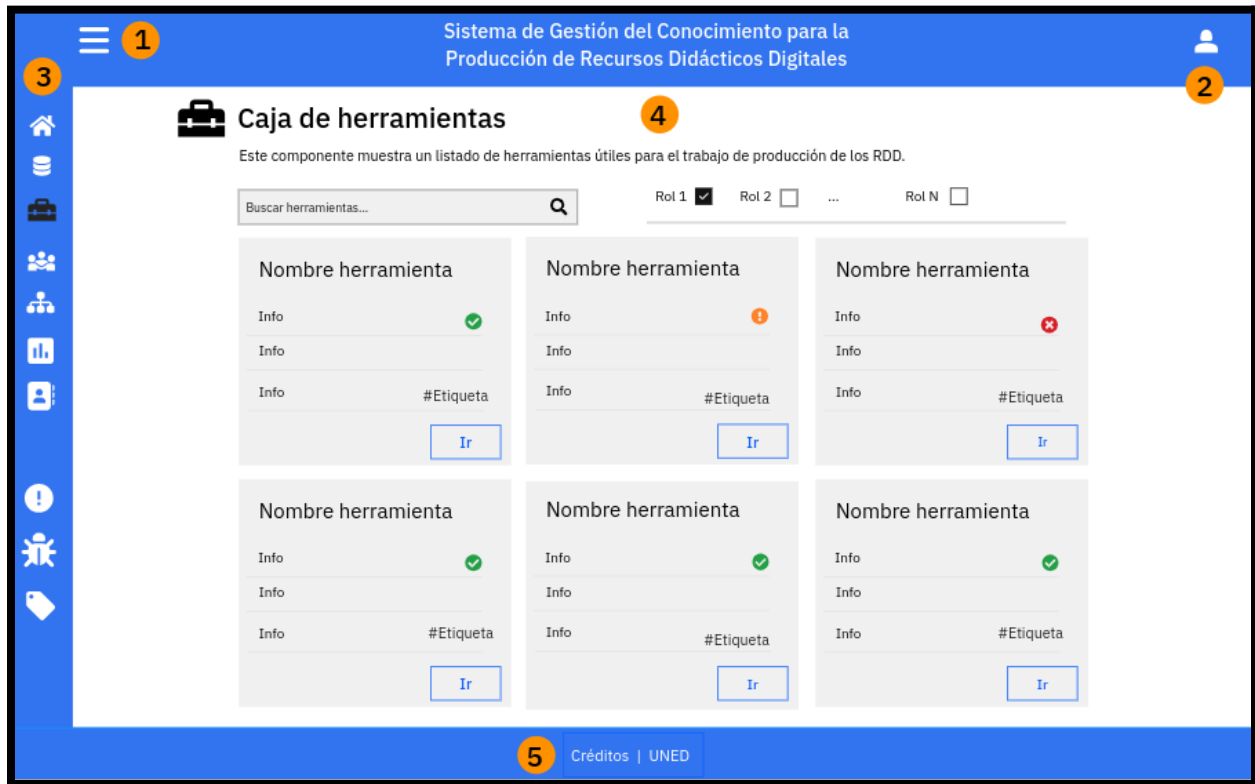 1
Sistema de Gestión del Conocimiento para la
Producción de Recursos Didácticos Digitales
2
3
Caja de herramientas
4
Este componente muestra un listado de herramientas útiles para el trabajo de producción de los RDD.
Buscar herramientas...
Rol 1 Rol 2 ... Rol N
Nombre herramienta
Info
Info
Info #Etiqueta
Ir
Nombre herramienta
Info
Info
Info #Etiqueta
Ir
Nombre herramienta
Info
Info
Info #Etiqueta
Ir
Nombre herramienta
Info
Info
Info #Etiqueta
Ir
Nombre herramienta
Info
Info
Info #Etiqueta
Ir
Nombre herramienta
Info
Info
Info #Etiqueta
Ir
5
Créditos | UNED